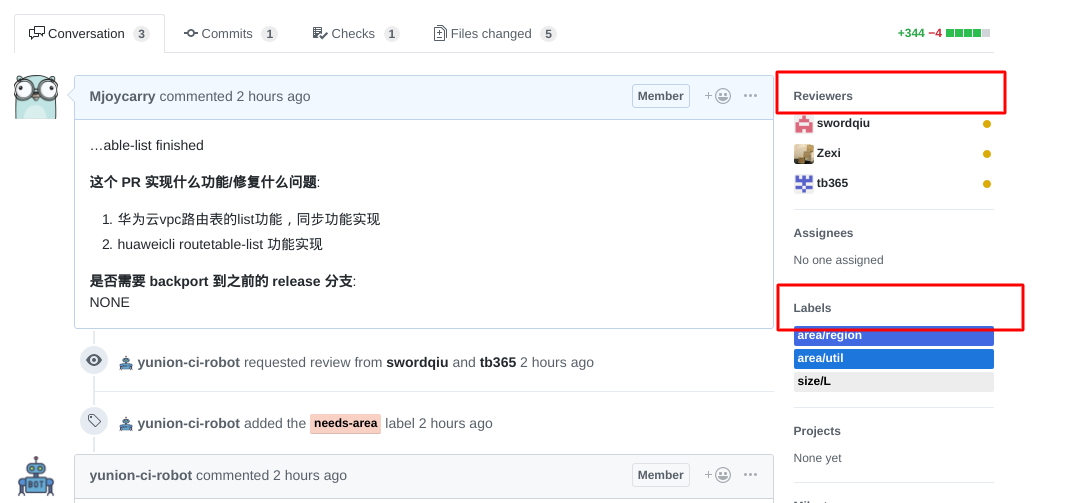 Conversation 3 Commits 1 Checks 1 Files changed 5 +344 −4
Mjoycarry commented 2 hours ago Member
…able-list finished
这个 PR 实现什么功能/修复什么问题:
1. 华为云vpc路由表的list功能，同步功能实现
2. huaweicli routetable-list 功能实现
是否需要 backport 到之前的 release 分支:
NONE
yunion-ci-robot requested review from swordqiu and tb365 2 hours ago
yunion-ci-robot added the needs-area label 2 hours ago
BOT
yunion-ci-robot commented 2 hours ago Member
Reviewers
swordqiu
Zexi
tb365
Assignees
No one assigned
Labels
area/region
area/util
size/L
Projects
None yet